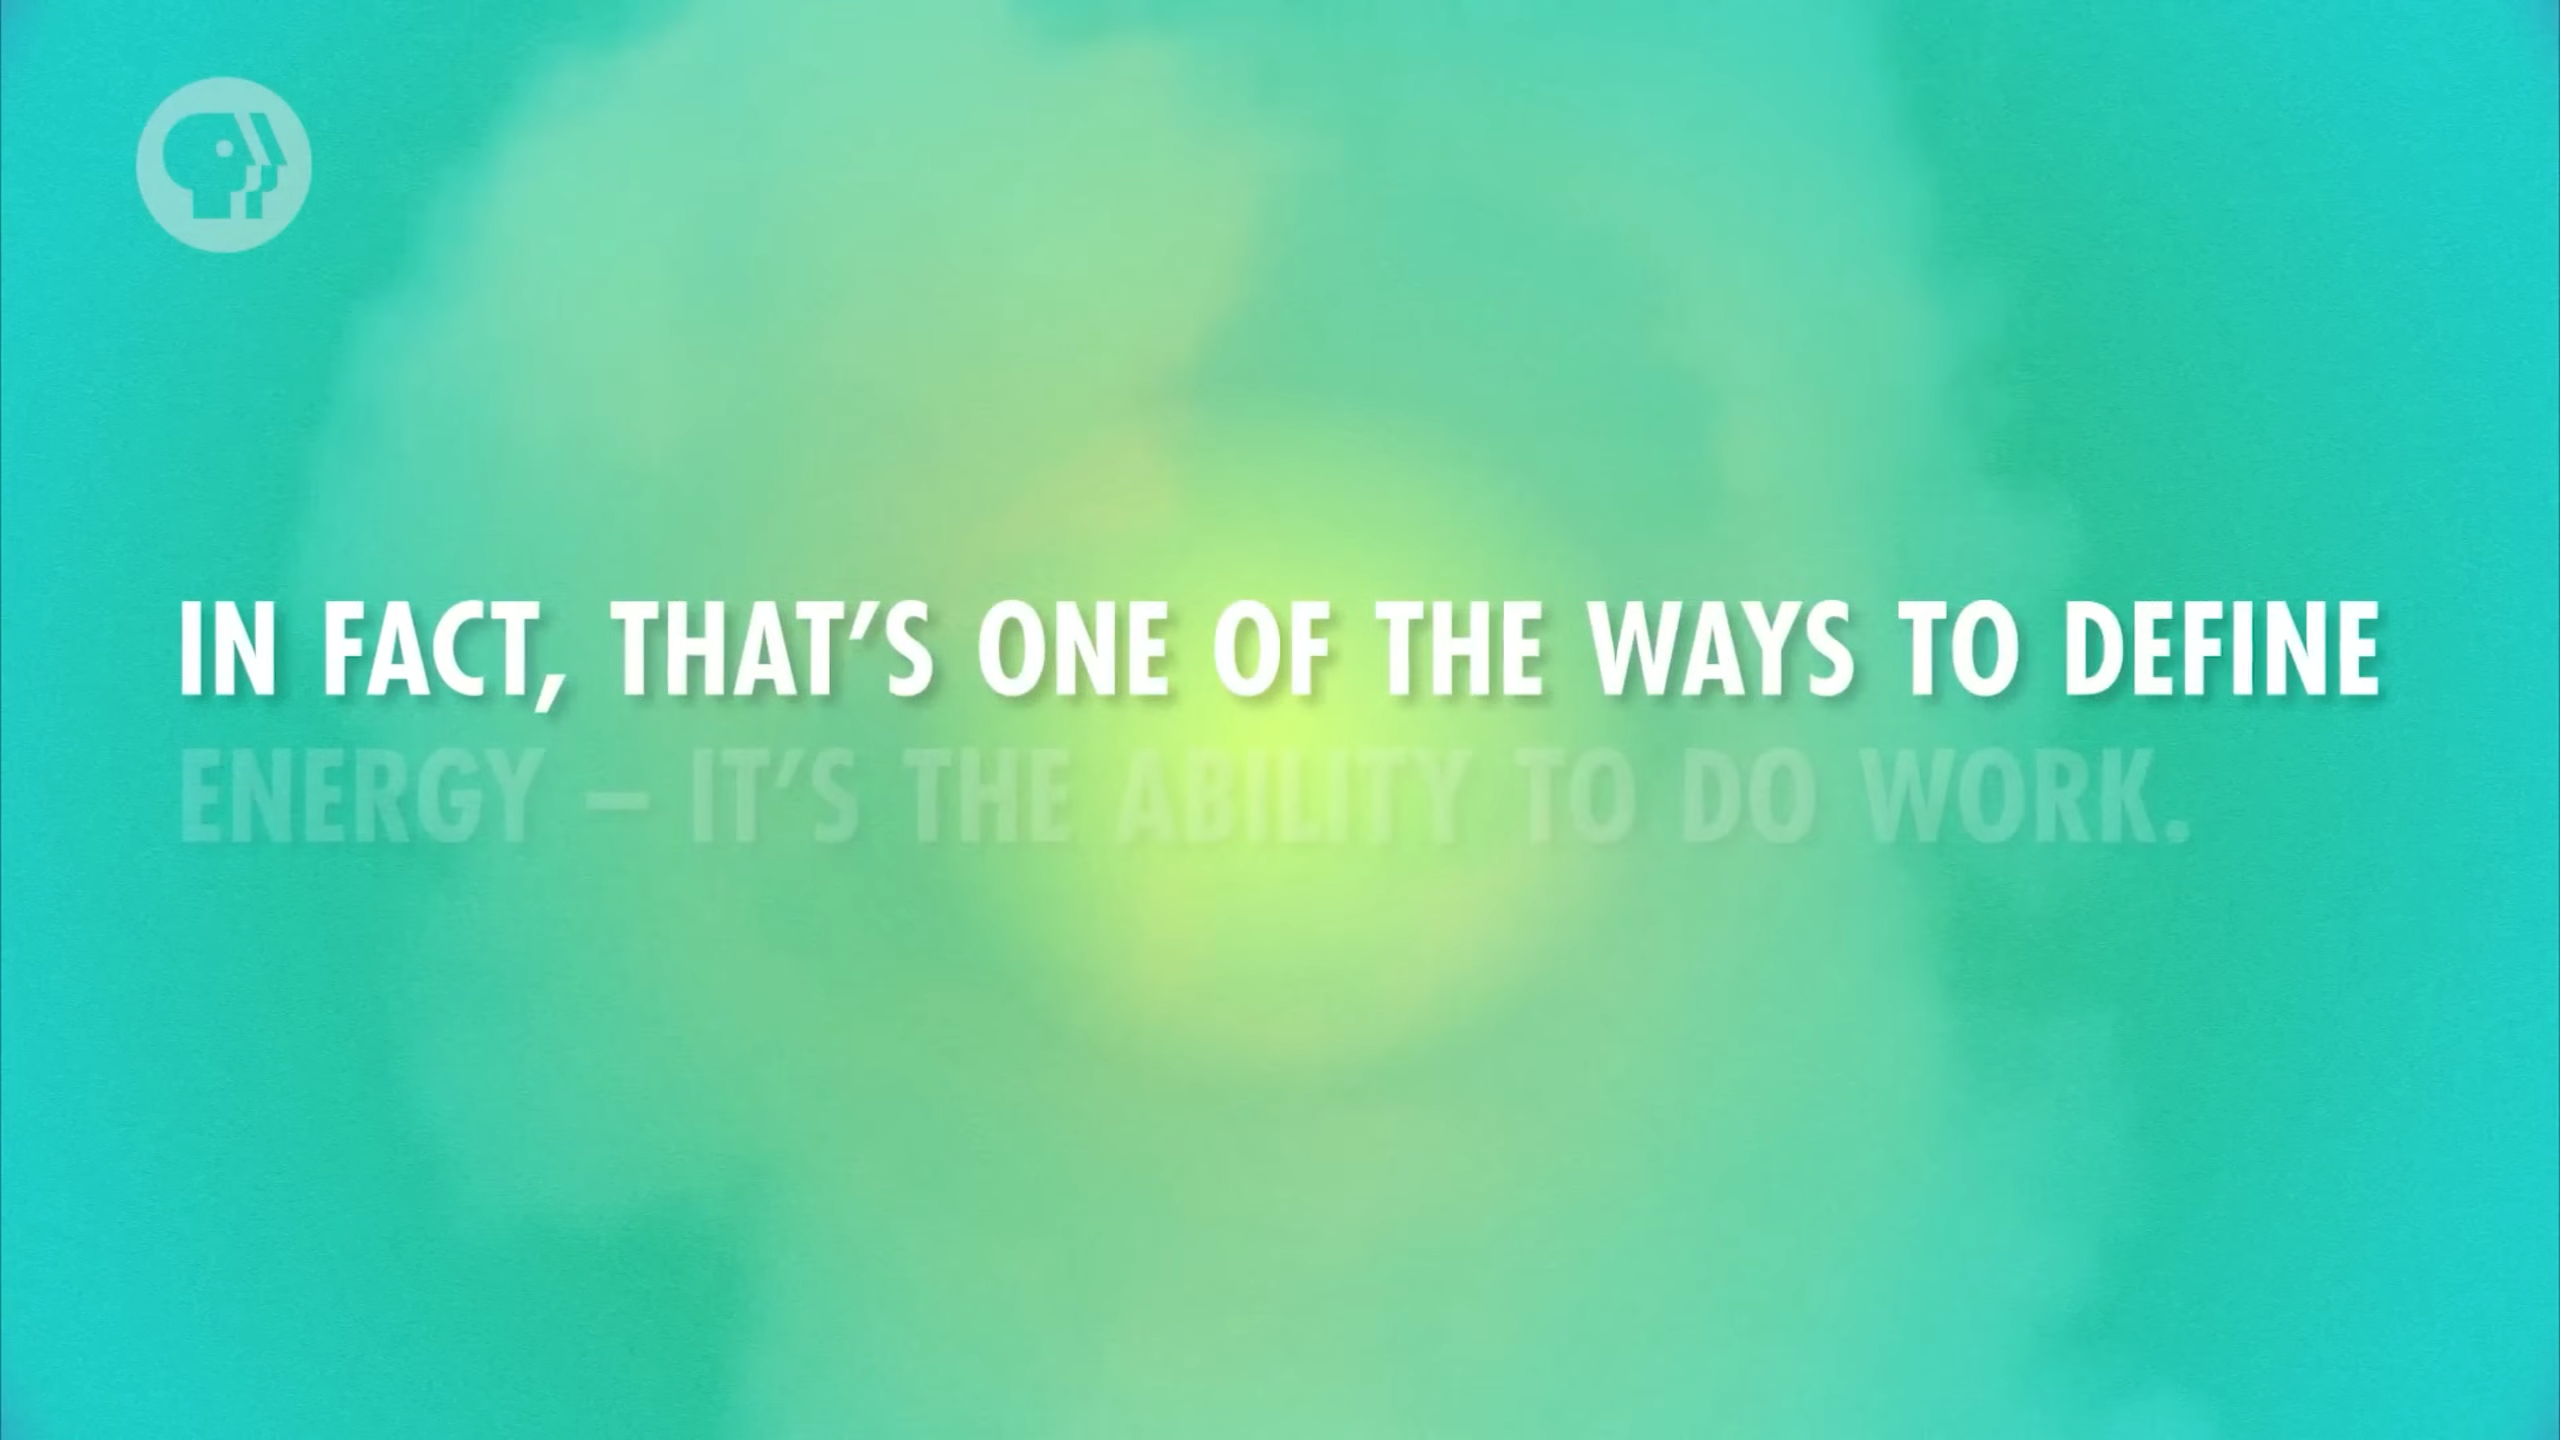 IN FACT, THAT’S ONE OF THE WAYS TO DEFINE
ENERGY – IT’S THE ABILITY TO DO WORK.